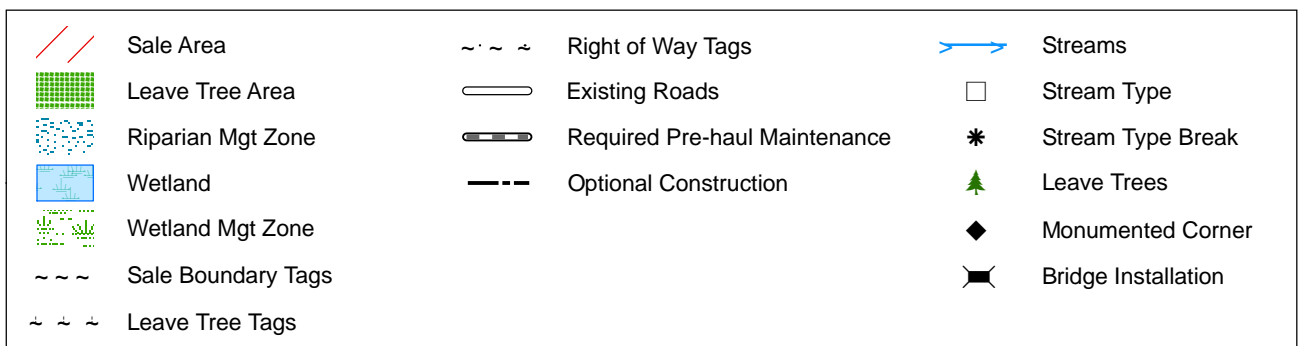 Sale Area
Leave Tree Area
Riparian Mgt Zone
Wetland
Wetland Mgt Zone
Sale Boundary Tags
Leave Tree Tags
Right of Way Tags
Existing Roads
Required Pre-haul Maintenance
Optional Construction
Streams
Stream Type
Stream Type Break
Leave Trees
Monumented Corner
Bridge Installation